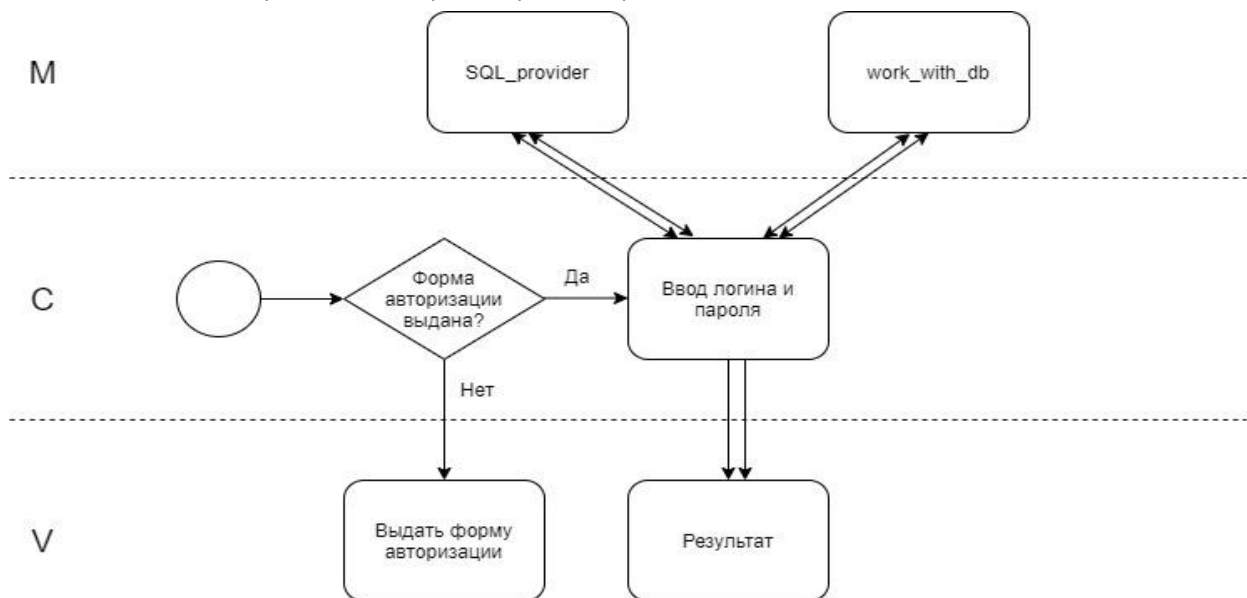 M
SQL_provider
work_with_db
C
Форма
авторизации
выдана?
Да
Ввод логина и
пароля
Нет
V
Выдать форму
авторизации
Результат